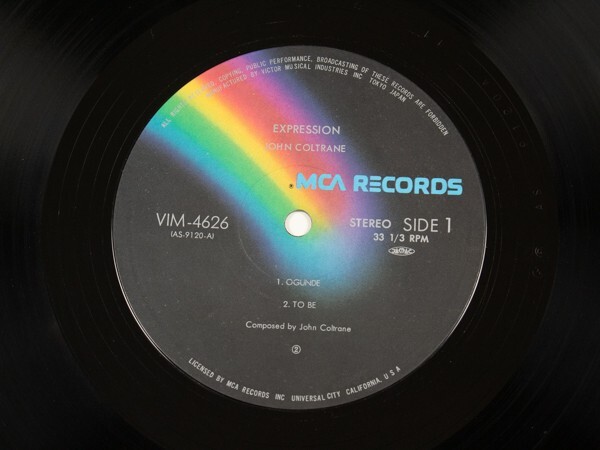 ALL RIGHTS RESERVED. COPYING, PUBLIC PERFORMANCE, BROADCASTING OF THESE RECORDS ARE FORBIDDEN
MANUFACTURED BY VICTOR MUSICAL INDUSTRIES INC TOKYO JAPAN
EXPRESSION
JOHN COLTRANE
MCA RECORDS
VIM-4626
(AS-9120-A)
STEREO SIDE 1
33 1/3 RPM
1. OGUNDE
2. TO BE
Composed by John Coltrane
②
LICENSED BY MCA RECORDS INC UNIVERSAL CITY CALIFORNIA, U S A